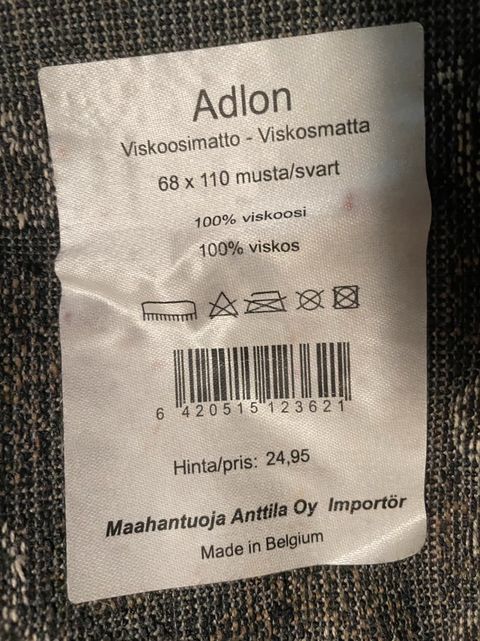 Adlon
Viskoosimatto - Viskosmatta
68 x 110 musta/svart
100% viskoosi
100% viskos
6 420515 123621
Hinta/pris: 24,95
Maahantuoja Anttila Oy Importör
Made in Belgium